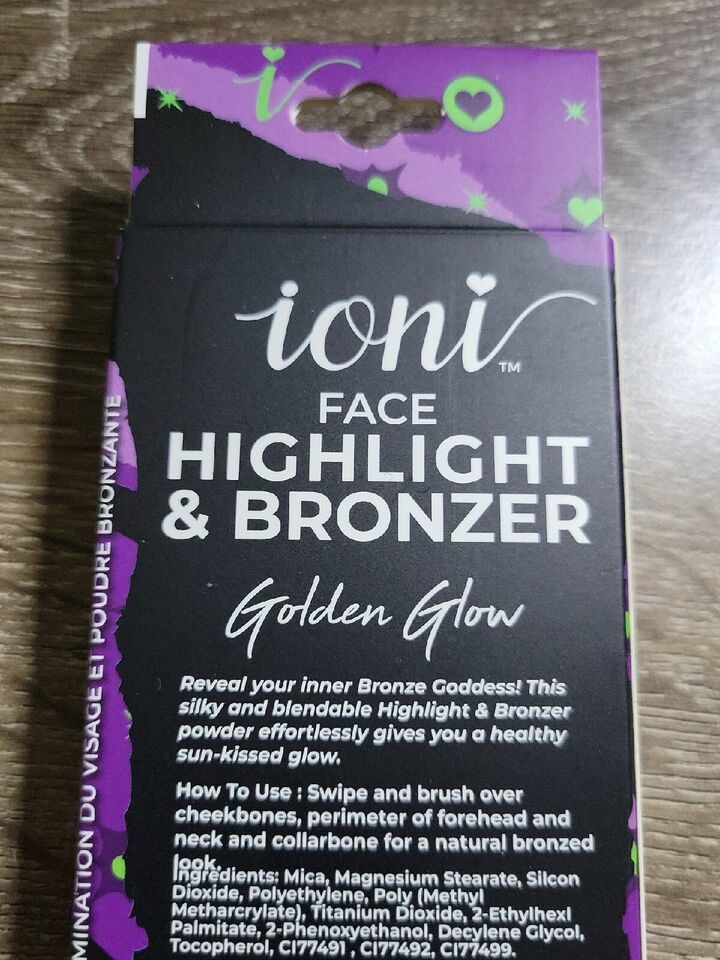 ioni™
FACE
HIGHLIGHT
& BRONZER
Golden Glow
Reveal your inner Bronze Goddess! This
silky and blendable Highlight & Bronzer
powder effortlessly gives you a healthy
sun-kissed glow.
How To Use : Swipe and brush over
cheekbones, perimeter of forehead and
neck and collarbone for a natural bronzed
look.
Ingredients: Mica, Magnesium Stearate, Silcon
Dioxide, Polyethylene, Poly (Methyl
Metharcrylate), Titanium Dioxide, 2-Ethylhexl
Palmitate, 2-Phenoxyethanol, Decylene Glycol,
Tocopherol, CI77491 , CI77492, CI77499.
MINATION DU VISAGE ET POUDRE BRONZANTE